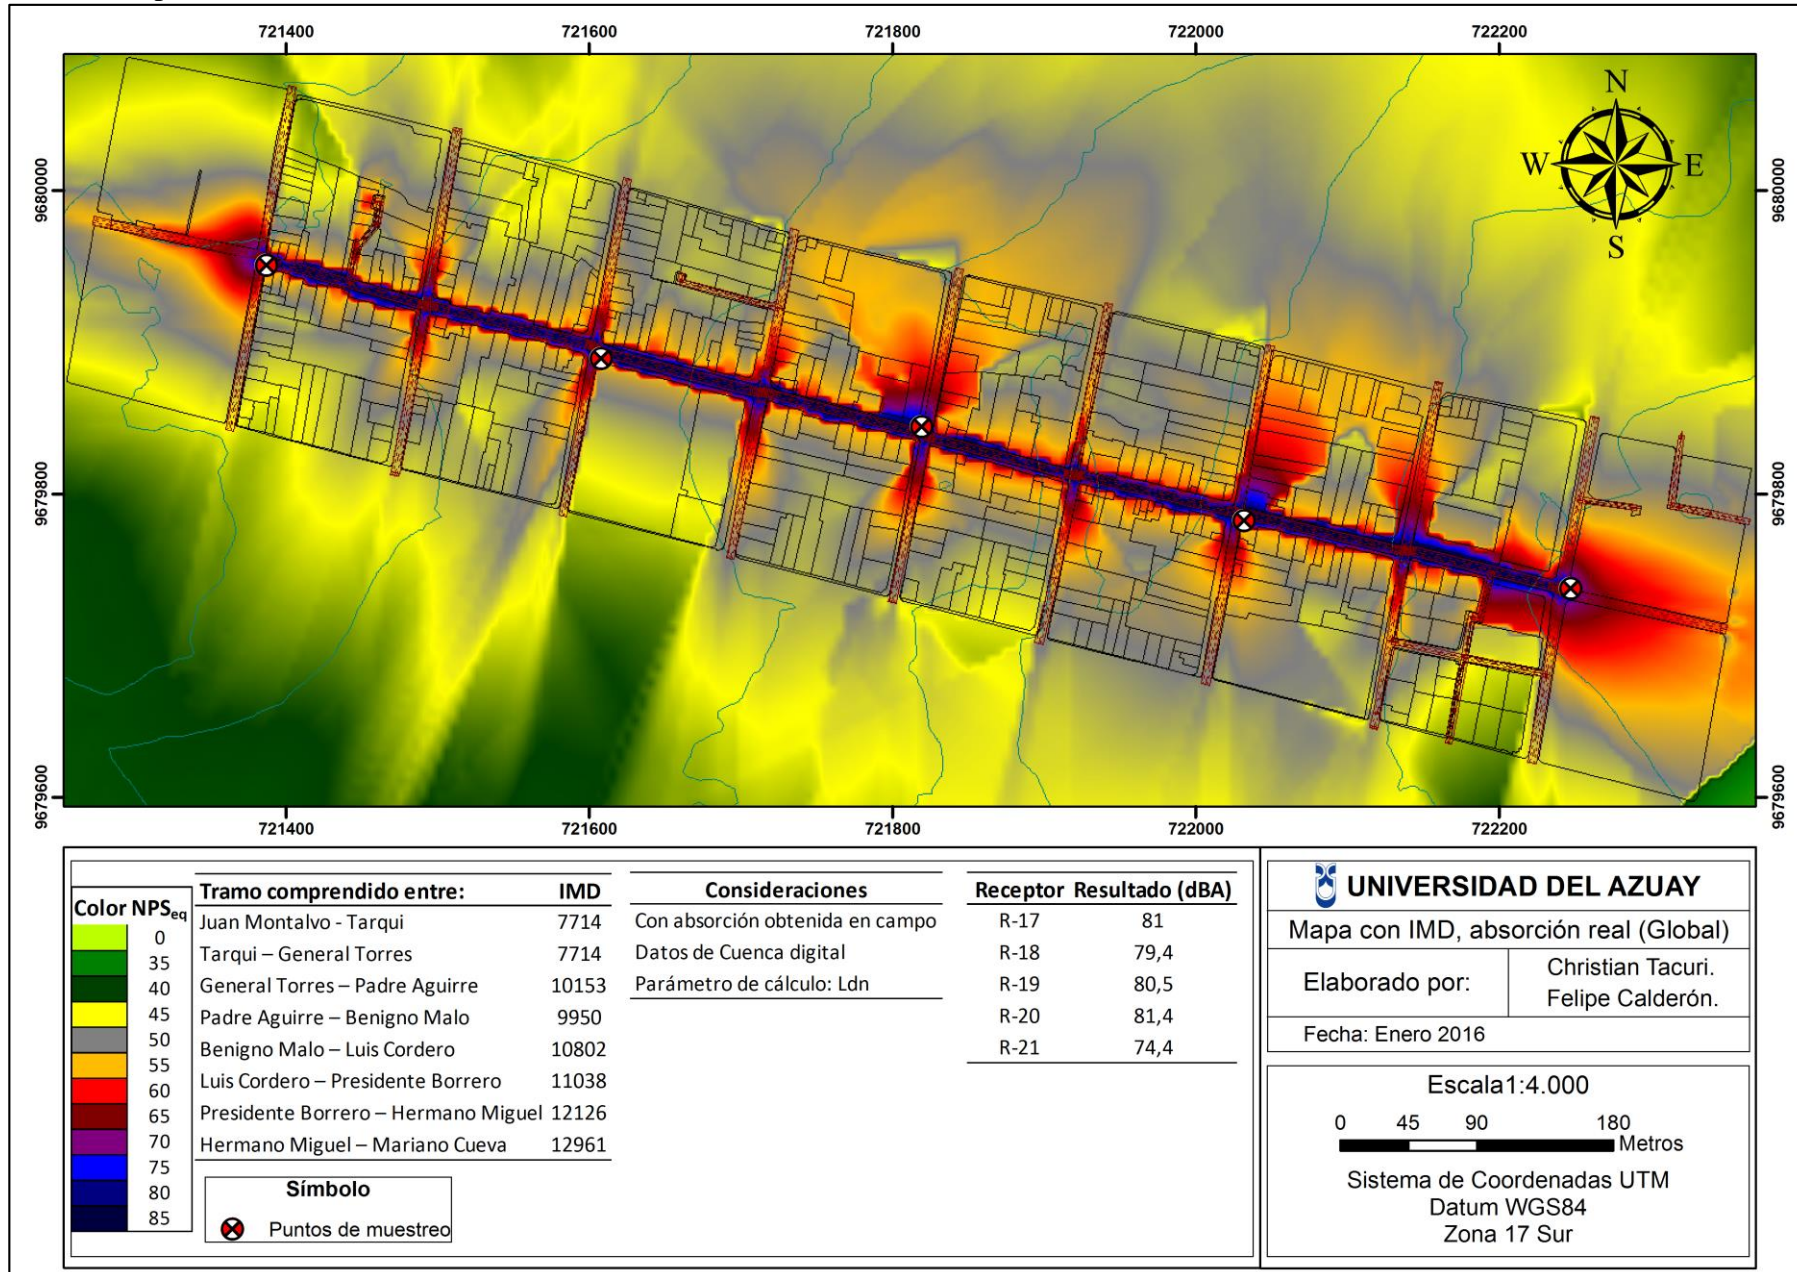 721400 721600 721800 722000 722200
N
W E
S
9680000 9680000
9679800 9679800
9679600 9679600
721400 721600 721800 722000 722200
Color NPSeq
0
35
40
45
50
55
60
65
70
75
80
85
Tramo comprendido entre: IMD
Juan Montalvo - Tarqui 7714
Tarqui – General Torres 7714
General Torres – Padre Aguirre 10153
Padre Aguirre – Benigno Malo 9950
Benigno Malo – Luis Cordero 10802
Luis Cordero – Presidente Borrero 11038
Presidente Borrero – Hermano Miguel 12126
Hermano Miguel – Mariano Cueva 12961
Símbolo
Puntos de muestreo
Consideraciones
Con absorción obtenida en campo
Datos de Cuenca digital
Parámetro de cálculo: Ldn
Receptor Resultado (dBA)
R-17 81
R-18 79,4
R-19 80,5
R-20 81,4
R-21 74,4
UNIVERSIDAD DEL AZUAY
Mapa con IMD, absorción real (Global)
Elaborado por:
Christian Tacuri.
Felipe Calderón.
Fecha: Enero 2016
Escala1:4.000
0 45 90 180
Metros
Sistema de Coordenadas UTM
Datum WGS84
Zona 17 Sur